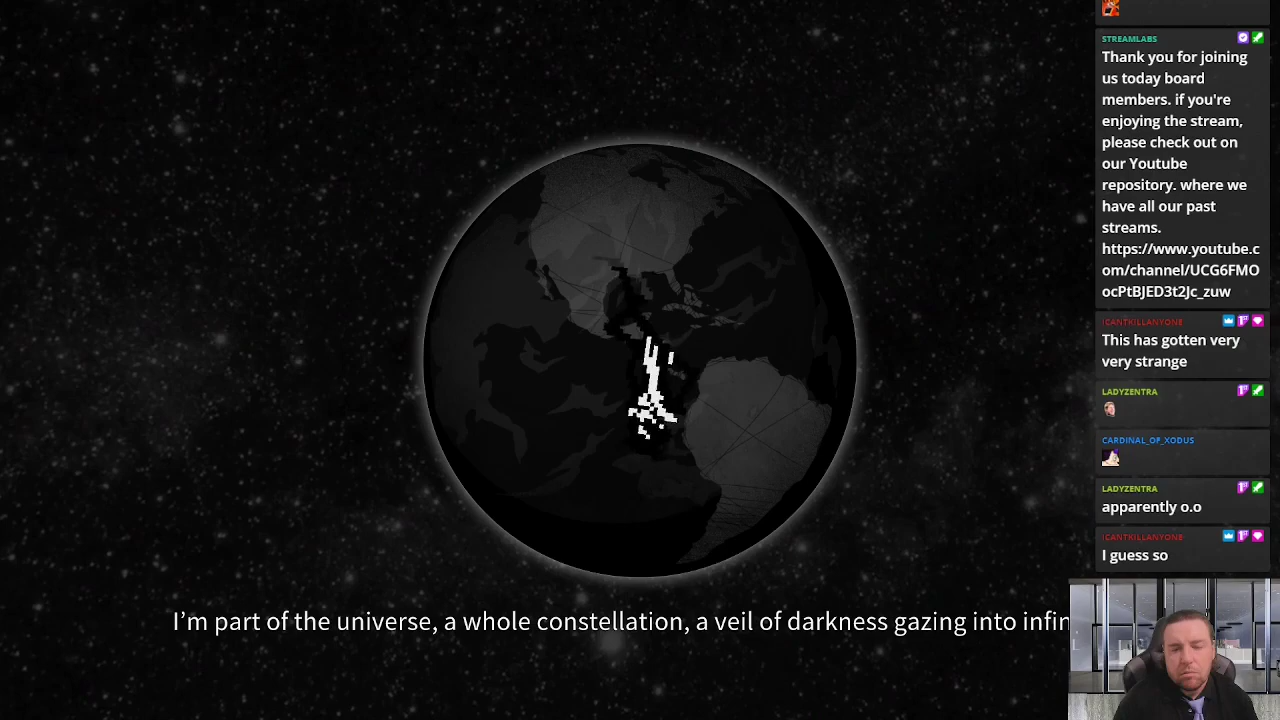 STREAMLABS
Thank you for joining
us today board
members. if you're
enjoying the stream,
please check out on
our Youtube
repository. where we
have all our past
streams.
https://www.youtube.c
om/channel/UCG6FMO
ocPtBJED3t2Jc_zuw
ICANTKILLANYONE
This has gotten very
very strange
LADYZENTRA
CARDINAL_OF_XODUS
LADYZENTRA
apparently o.o
ICANTKILLANYONE
I guess so
I'm part of the universe, a whole constellation, a veil of darkness gazing into infin